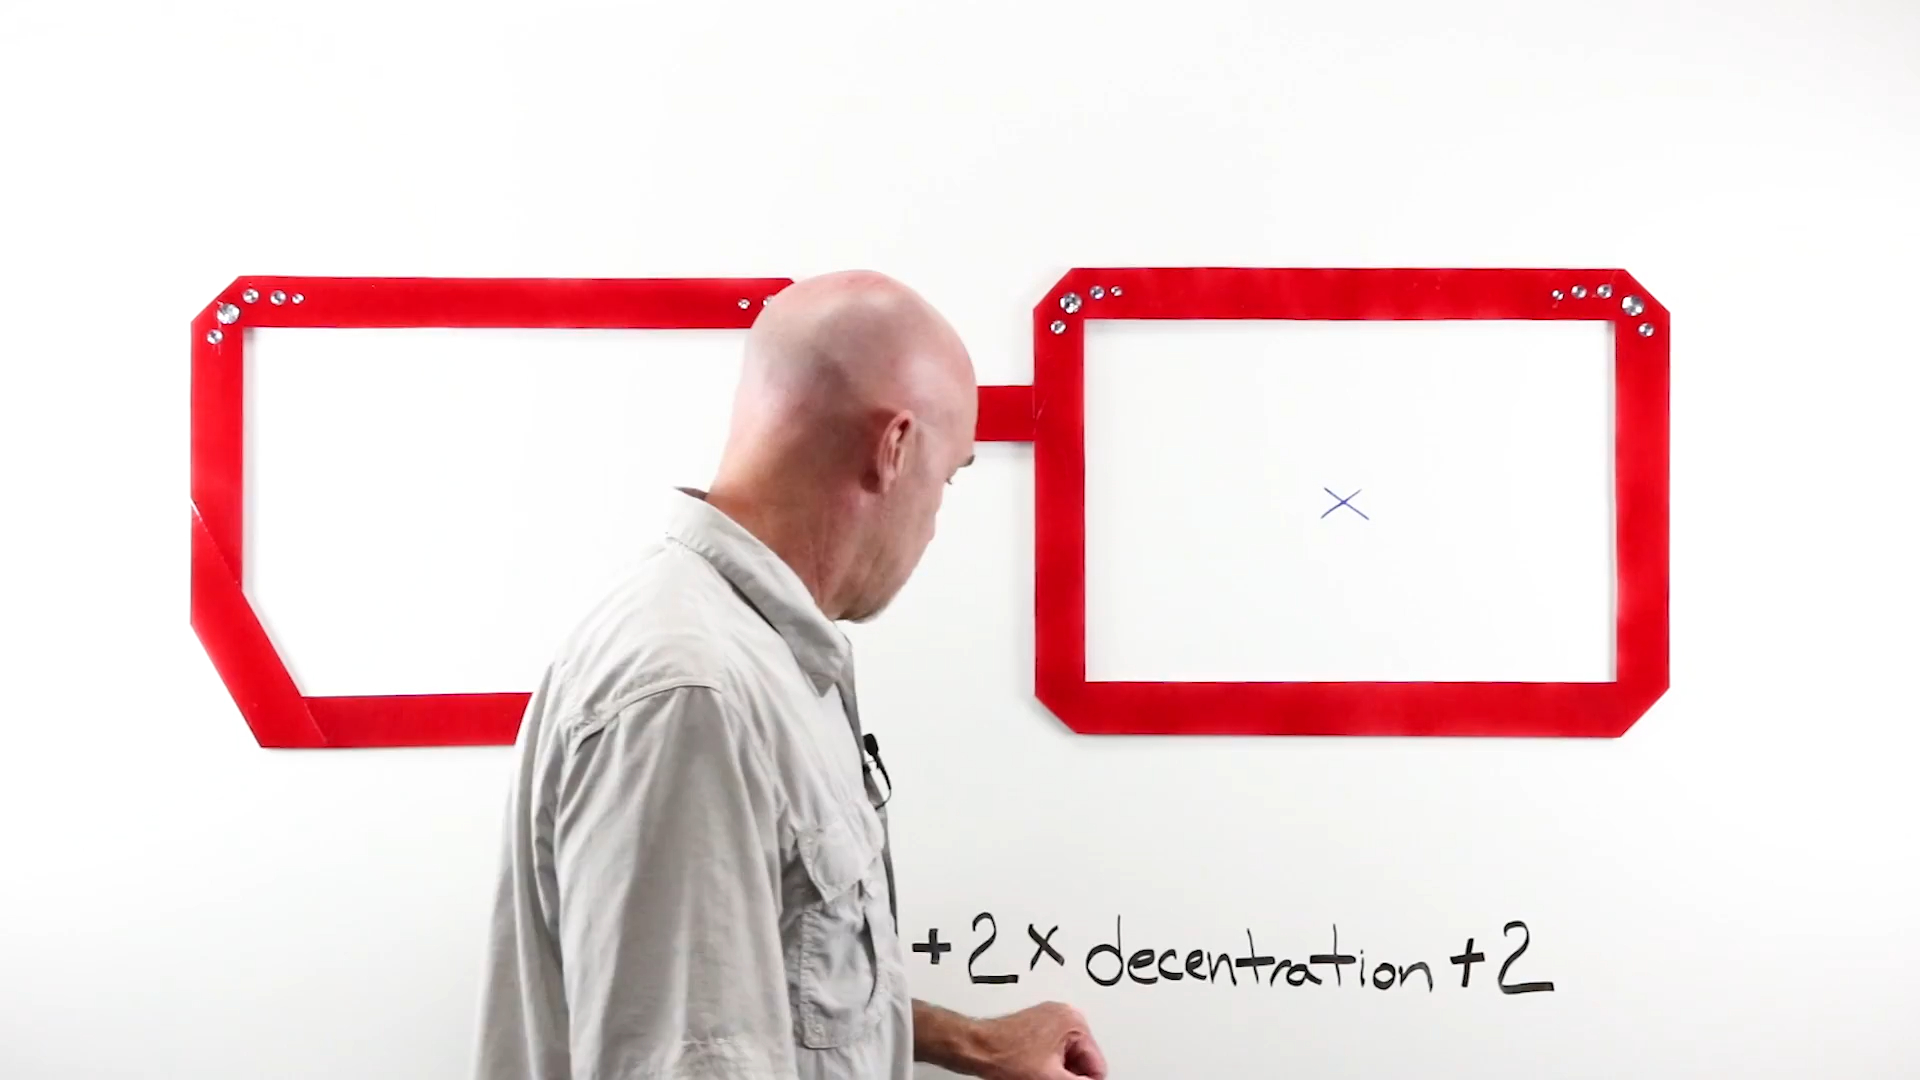 + 2 x decentration + 2